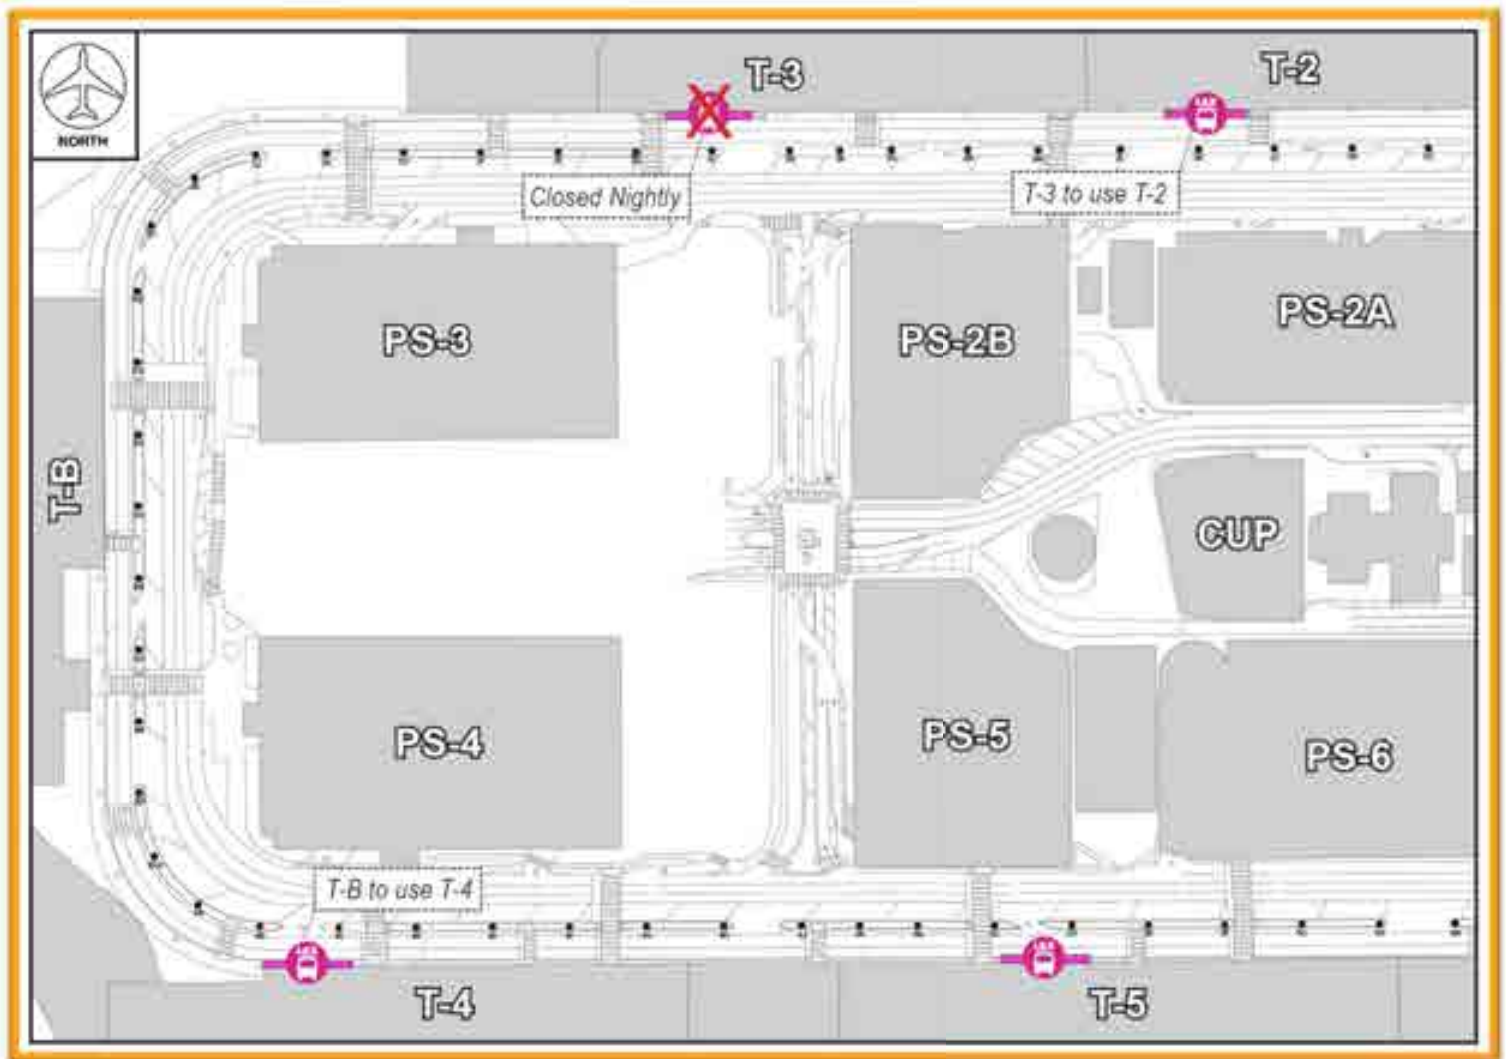 NORTH
T-3
T-2
Closed Nightly
T-3 to use T-2
PS-3
PS-2B
PS-2A
T-B
CUP
PS-4
PS-5
PS-6
T-B to use T-4
T-4
T-5